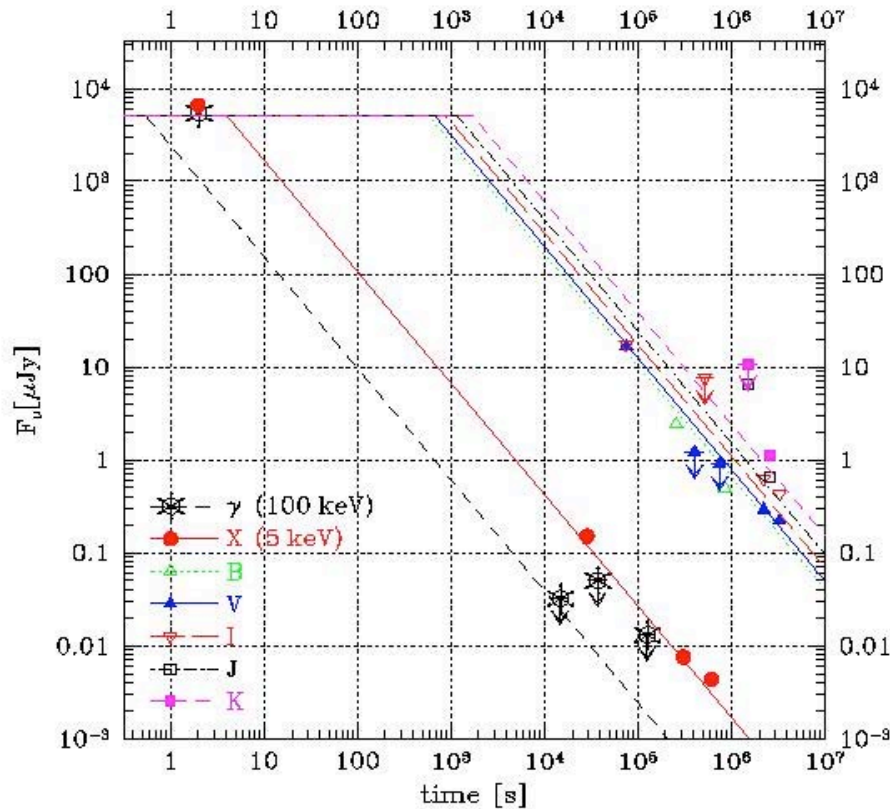 1 10 100 10³ 10⁴ 10⁵ 10⁶ 10⁷
10⁴ 10⁴
10³ 10³
100 100
10 10
1 1
0.1 0.1
0.01 0.01
10⁻³ 10⁻³
F_ν[μJy]
γ (100 keV)
X (5 keV)
B
V
I
J
K
1 10 100 10³ 10⁴ 10⁵ 10⁶ 10⁷
time [s]